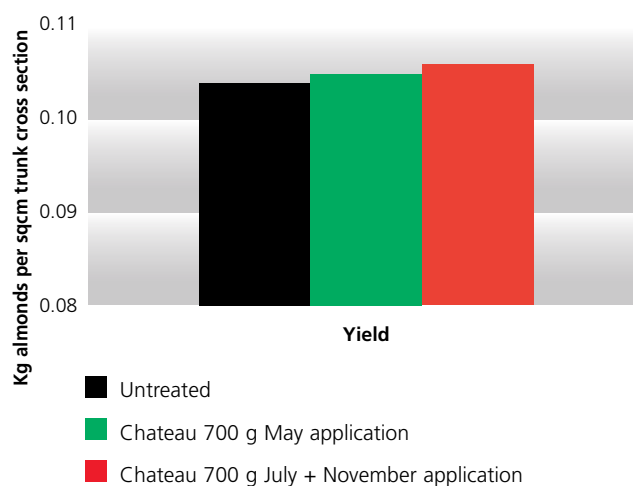 Kg almonds per sqcm trunk cross section
0.11
0.10
0.09
0.08
Yield
Untreated
Chateau 700 g May application
Chateau 700 g July + November application